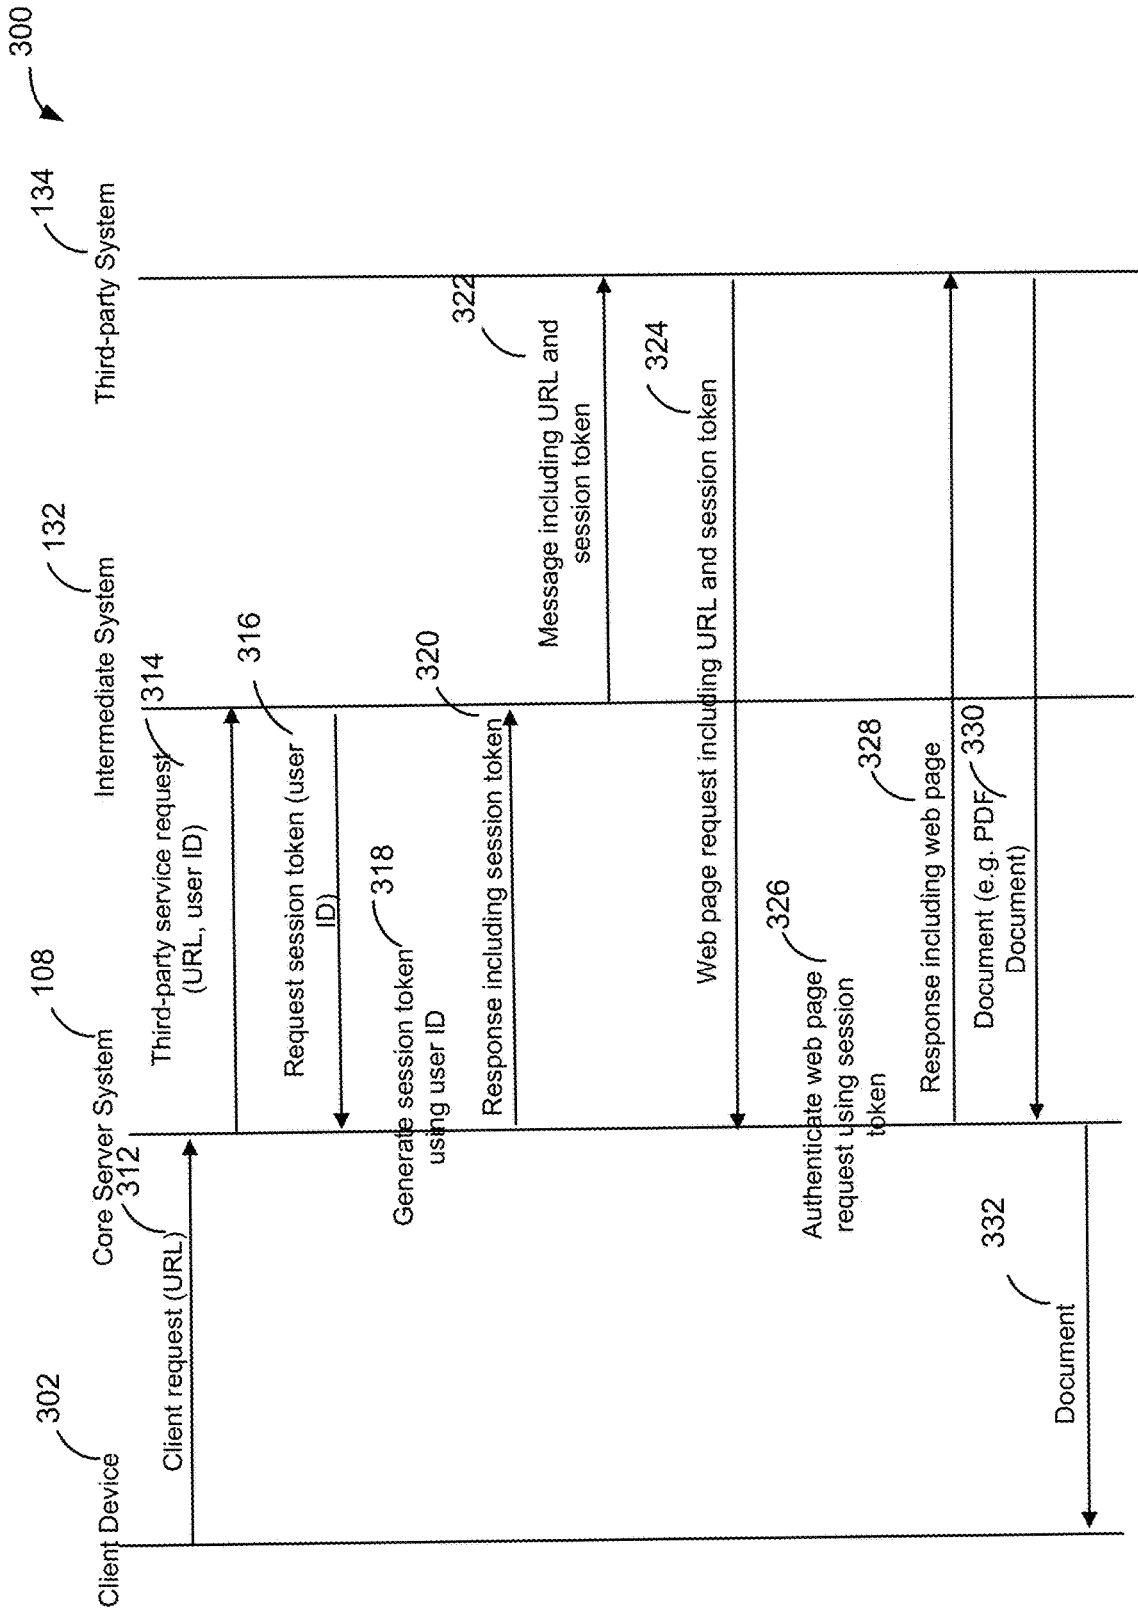 300
302
Client Device
108
Core Server System
132
Intermediate System
134
Third-party System
312
Client request (URL)
314
Third-party service request
(URL, user ID)
316
Request session token (user
ID)
318
Generate session token
using user ID
320
Response including session token
322
Message including URL and
session token
324
Web page request including URL and session token
326
Authenticate web page
request using session
token
328
Response including web page
330
Document (e.g. PDF
Document)
332
Document